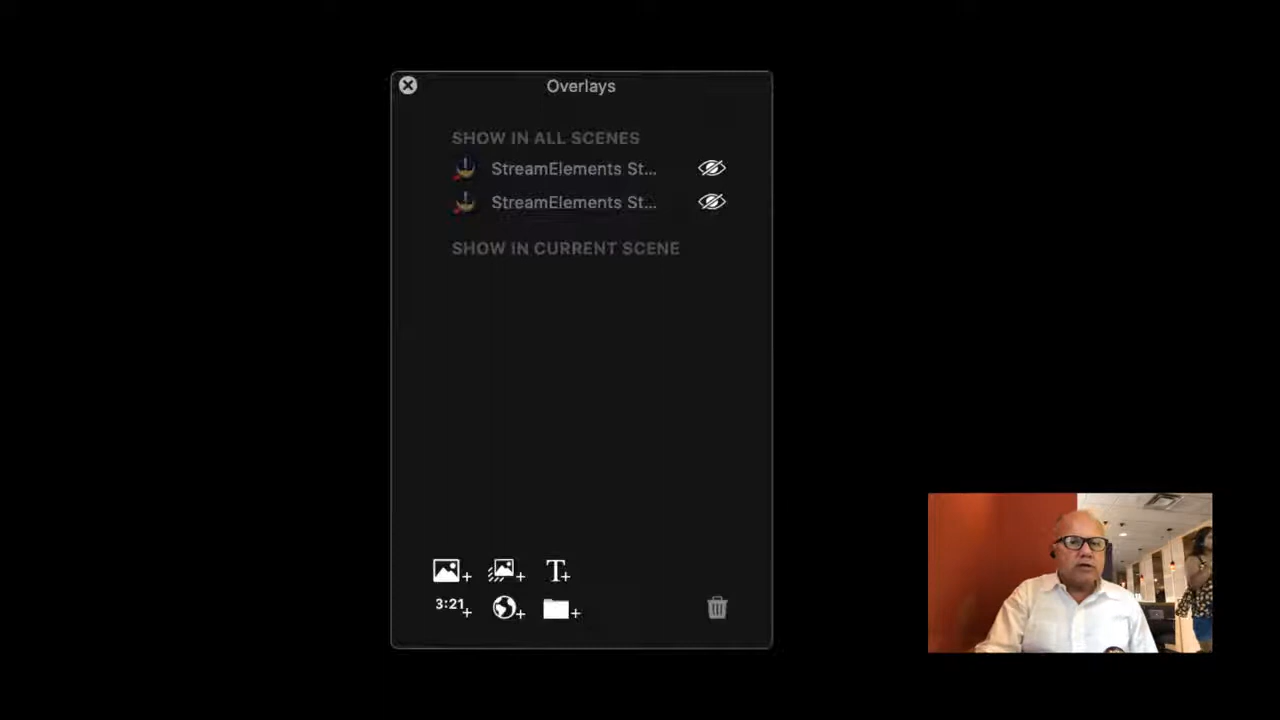 Overlays
SHOW IN ALL SCENES
StreamElements St...
StreamElements St...
SHOW IN CURRENT SCENE
T+
3:21+